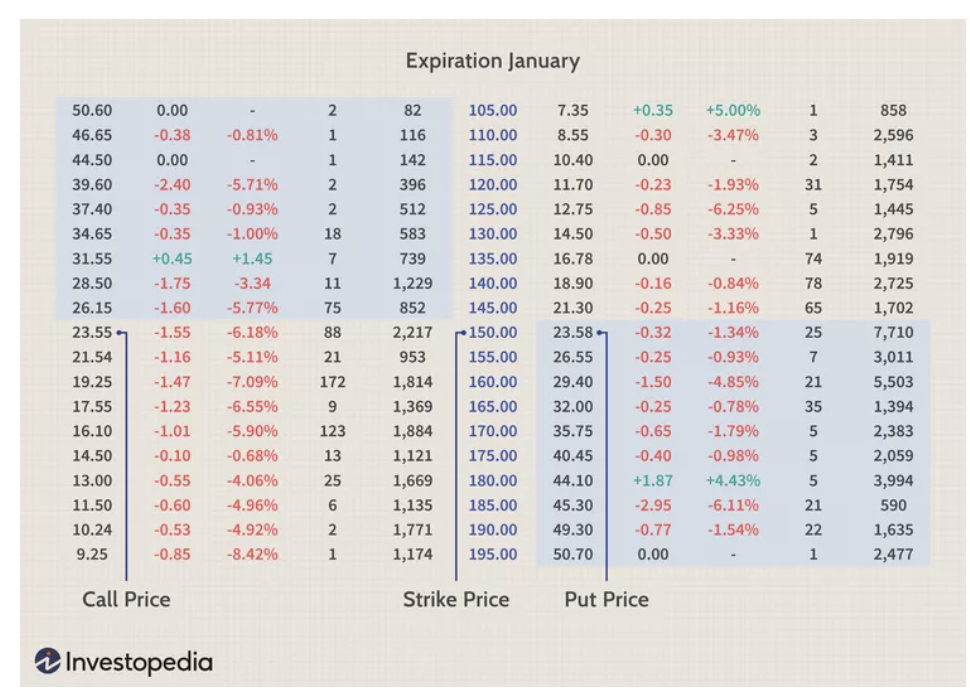 Expiration January
50.60 0.00 - 2 82 105.00 7.35 +0.35 +5.00% 1 858
46.65 -0.38 -0.81% 1 116 110.00 8.55 -0.30 -3.47% 3 2,596
44.50 0.00 - 1 142 115.00 10.40 0.00 - 2 1,411
39.60 -2.40 -5.71% 2 396 120.00 11.70 -0.23 -1.93% 31 1,754
37.40 -0.35 -0.93% 2 512 125.00 12.75 -0.85 -6.25% 5 1,445
34.65 -0.35 -1.00% 18 583 130.00 14.50 -0.50 -3.33% 1 2,796
31.55 +0.45 +1.45 7 739 135.00 16.78 0.00 - 74 1,919
28.50 -1.75 -3.34 11 1,229 140.00 18.90 -0.16 -0.84% 78 2,725
26.15 -1.60 -5.77% 75 852 145.00 21.30 -0.25 -1.16% 65 1,702
23.55 -1.55 -6.18% 88 2,217 150.00 23.58 -0.32 -1.34% 25 7,710
21.54 -1.16 -5.11% 21 953 155.00 26.55 -0.25 -0.93% 7 3,011
19.25 -1.47 -7.09% 172 1,814 160.00 29.40 -1.50 -4.85% 21 5,503
17.55 -1.23 -6.55% 9 1,369 165.00 32.00 -0.25 -0.78% 35 1,394
16.10 -1.01 -5.90% 123 1,884 170.00 35.75 -0.65 -1.79% 5 2,383
14.50 -0.10 -0.68% 13 1,121 175.00 40.45 -0.40 -0.98% 5 2,059
13.00 -0.55 -4.06% 25 1,669 180.00 44.10 +1.87 +4.43% 5 3,994
11.50 -0.60 -4.96% 6 1,135 185.00 45.30 -2.95 -6.11% 21 590
10.24 -0.53 -4.92% 2 1,771 190.00 49.30 -0.77 -1.54% 22 1,635
9.25 -0.85 -8.42% 1 1,174 195.00 50.70 0.00 - 1 2,477
Call Price Strike Price Put Price
Investopedia